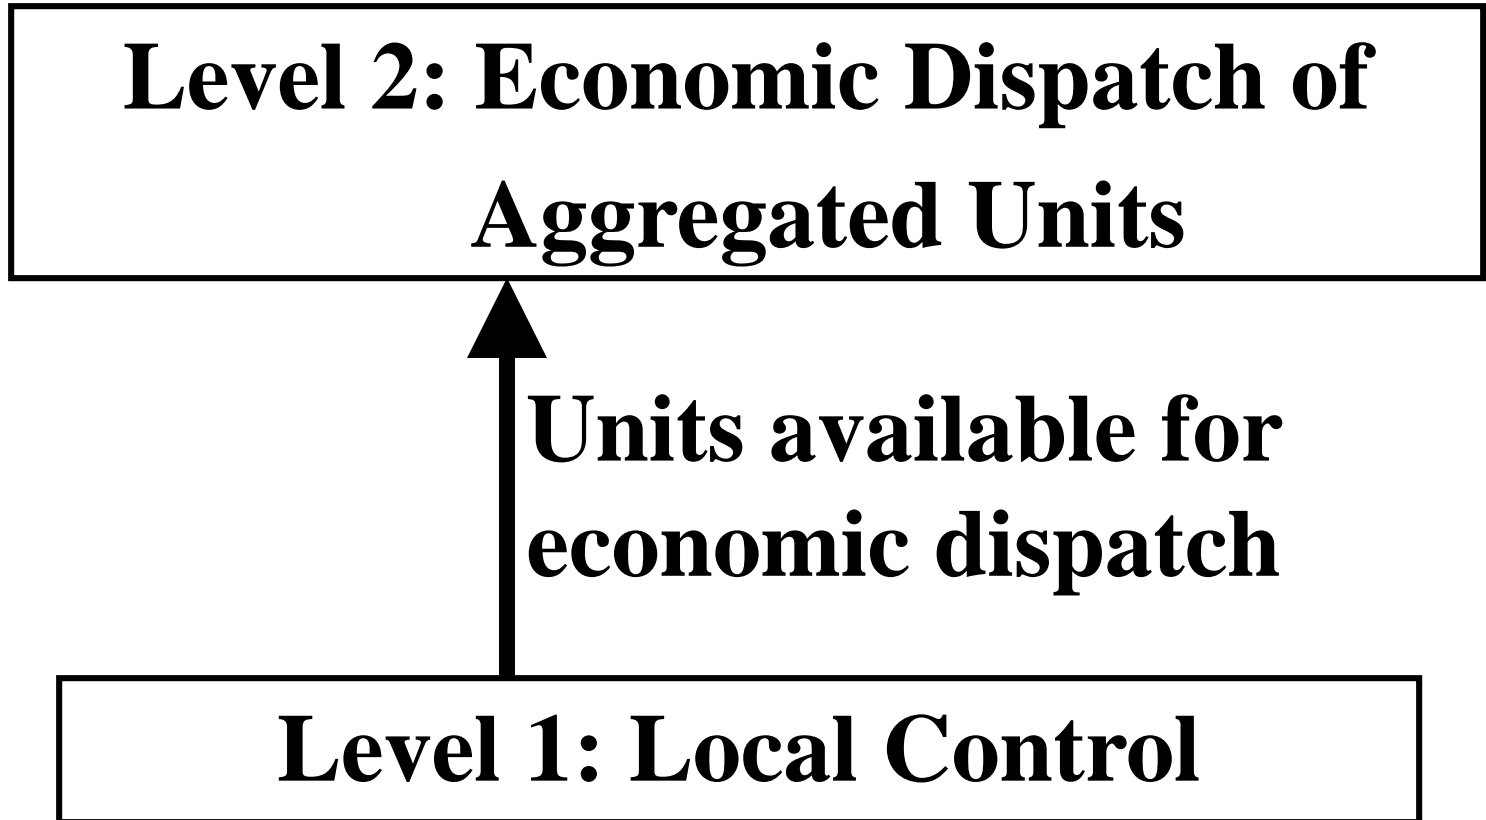 Level 2: Economic Dispatch of
Aggregated Units
Units available for
economic dispatch
Level 1: Local Control